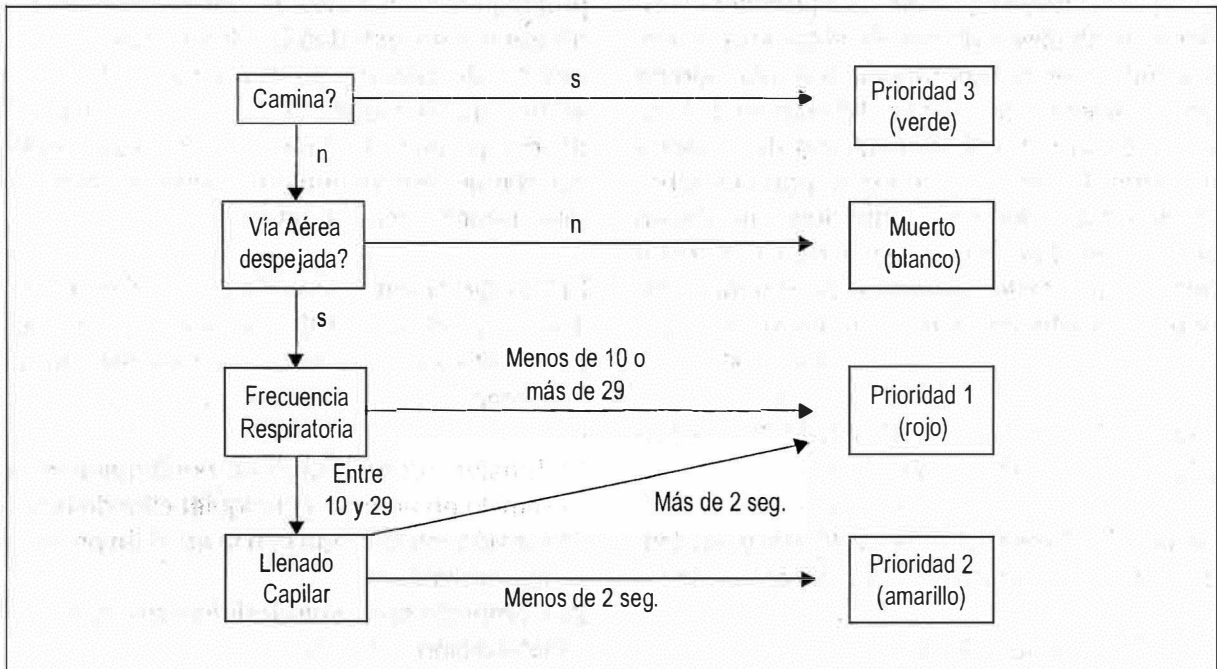 Camina?
s
Prioridad 3
(verde)
n
Vía Aérea
despejada?
n
Muerto
(blanco)
s
Frecuencia
Respiratoria
Menos de 10 o
más de 29
Prioridad 1
(rojo)
Entre
10 y 29
Más de 2 seg.
Llenado
Capilar
Menos de 2 seg.
Prioridad 2
(amarillo)